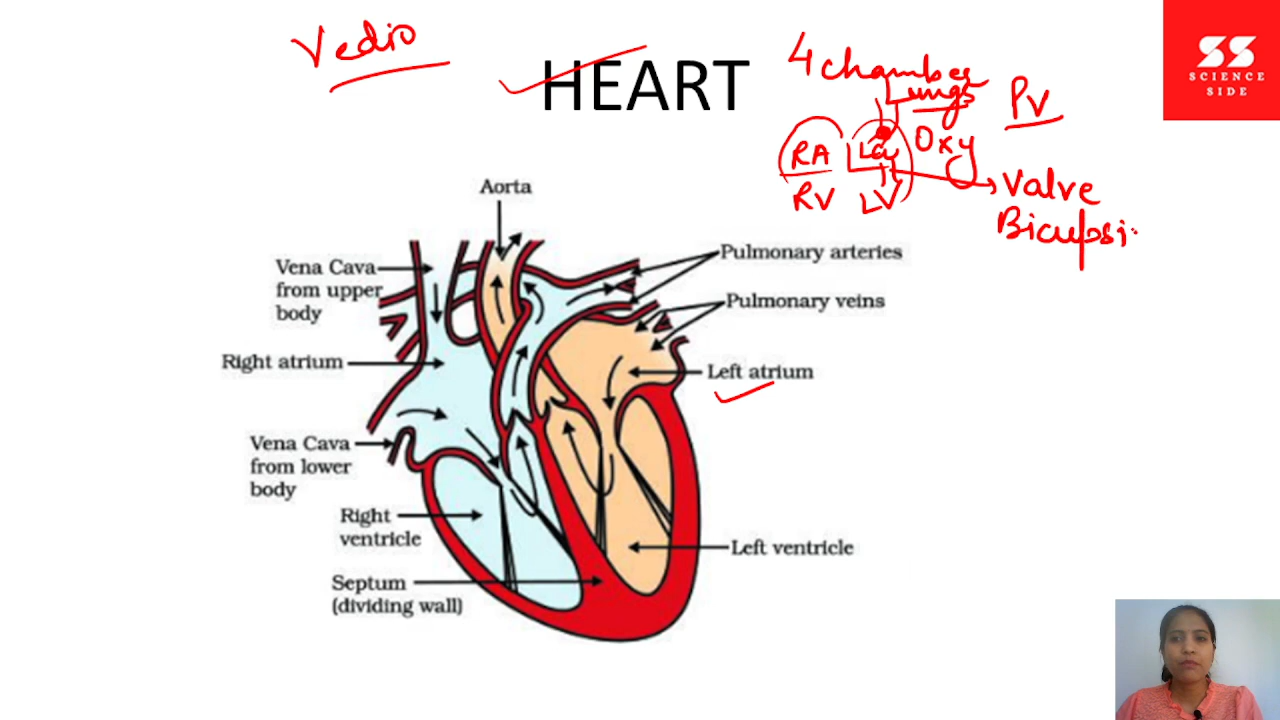 Vedio
HEART
4 chamber
Lungs
PV
SS
SCIENCE
SIDE
RA
Oxy
RV
LV
Valve
Bicupsi
Aorta
Vena Cava
from upper
body
Pulmonary arteries
Pulmonary veins
Right atrium
Left atrium
Vena Cava
from lower
body
Right
ventricle
Left ventricle
Septum
(dividing wall)